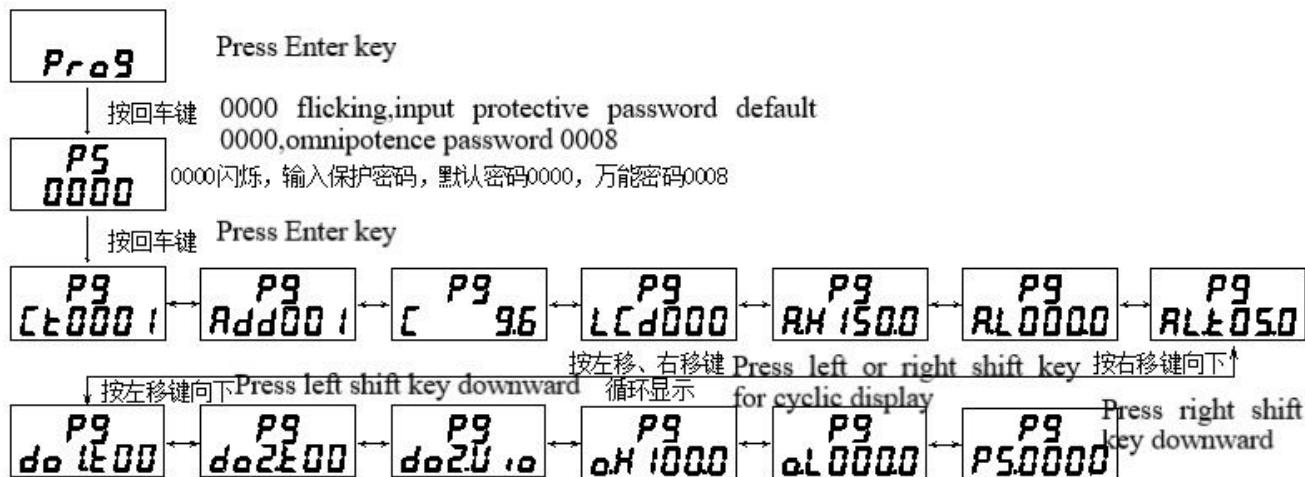 Prog
Press Enter key
按回车键
0000 flicking,input protective password default
0000,omnipotence password 0008
PS
0000
0000闪烁，输入保护密码，默认密码0000，万能密码0008
按回车键
Press Enter key
Pg
Ct0001
Pg
Add001
Pg
C 9.6
Pg
LCd000
Pg
A.H 150.0
Pg
A.L 000.0
Pg
AL.t05.0
按左移键向下
Press left shift key downward
按左移、右移键
循环显示
Press left or right shift key
for cyclic display
按右移键向下
Press right shift
key downward
Pg
do1.t00
Pg
do2.t00
Pg
do2.U io
Pg
o.H 100.0
Pg
o.L 000.0
Pg
PS.0000